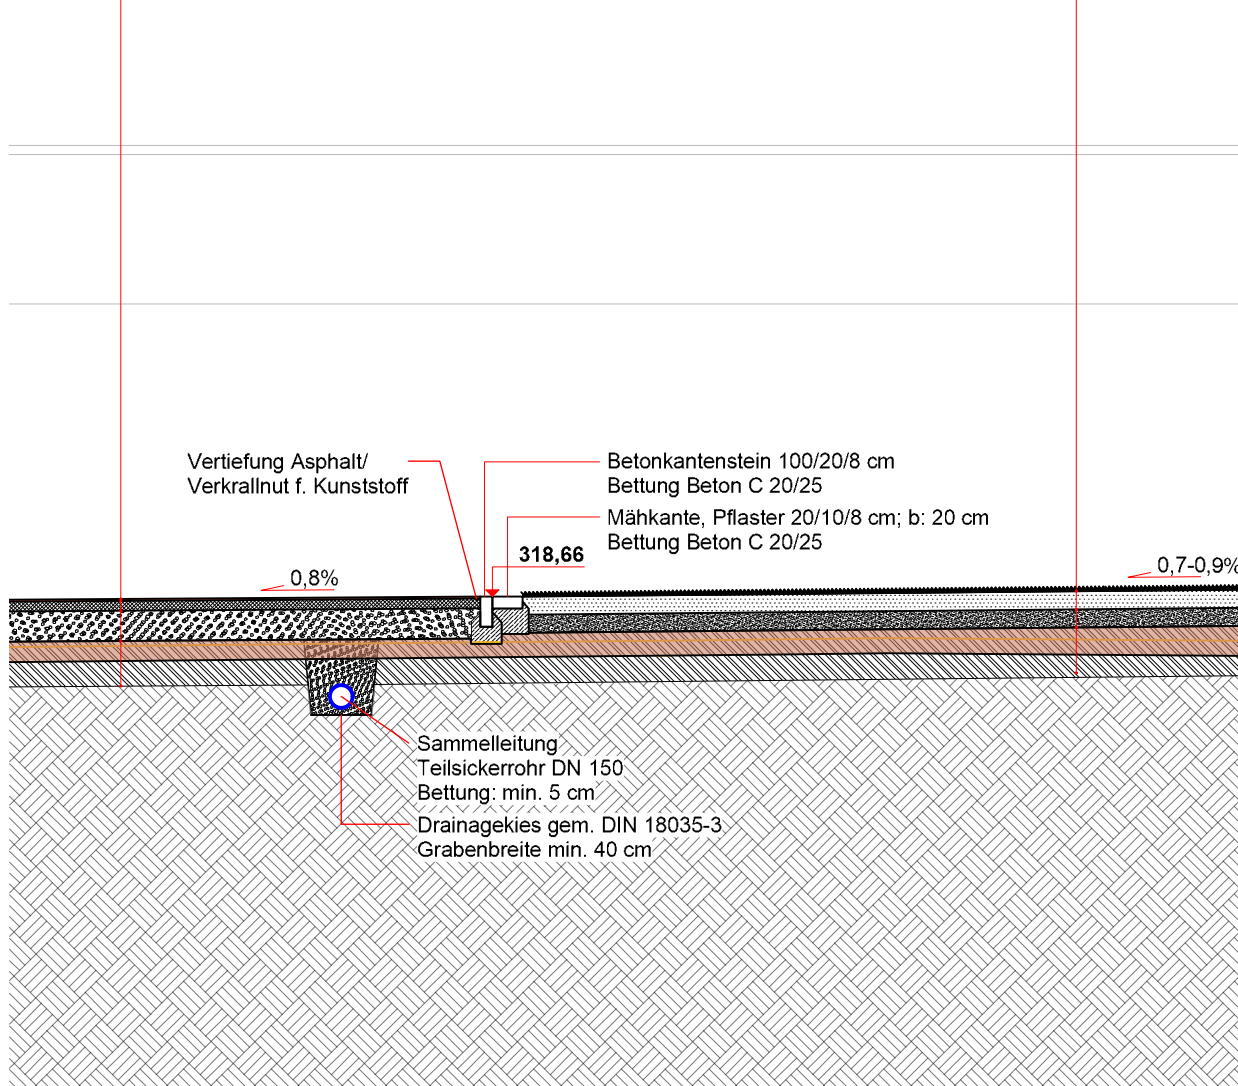 Vertiefung Asphalt/
Verkrallnut f. Kunststoff
Betonkantenstein 100/20/8 cm
Bettung Beton C 20/25
Mähkante, Pflaster 20/10/8 cm; b: 20 cm
Bettung Beton C 20/25
318,66
0,8%
0,7-0,9%
Sammelleitung
Teilsickerrohr DN 150
Bettung: min. 5 cm
Drainagekies gem. DIN 18035-3
Grabenbreite min. 40 cm